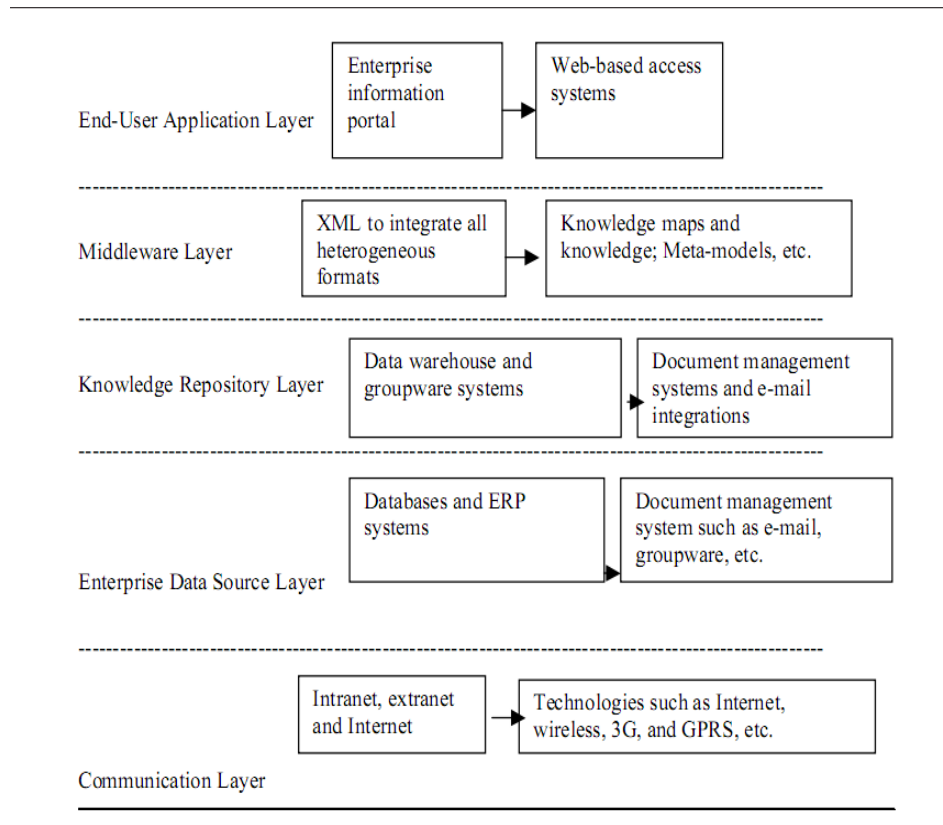 Enterprise
information
portal
Web-based access
systems
End-User Application Layer
XML to integrate all
heterogeneous
formats
Knowledge maps and
knowledge; Meta-models, etc.
Middleware Layer
Data warehouse and
groupware systems
Document management
systems and e-mail
integrations
Knowledge Repository Layer
Databases and ERP
systems
Document management
system such as e-mail,
groupware, etc.
Enterprise Data Source Layer
Intranet, extranet
and Internet
Technologies such as Internet,
wireless, 3G, and GPRS, etc.
Communication Layer